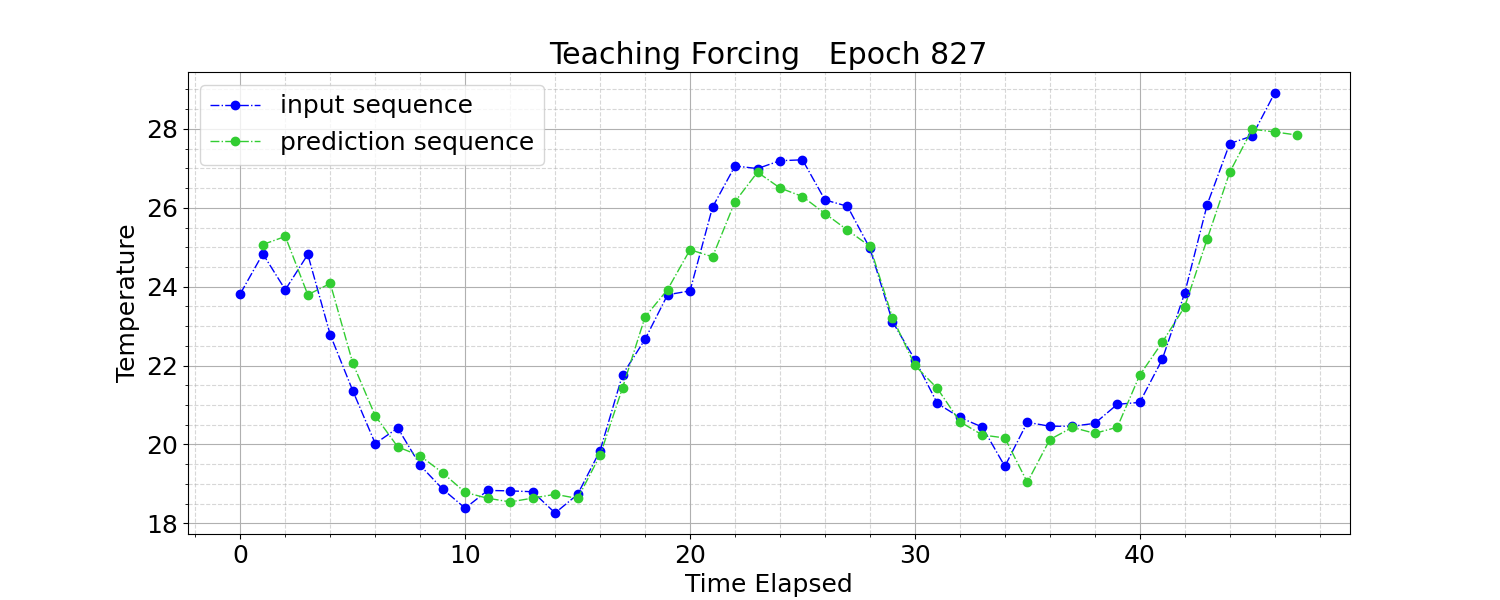 Teaching Forcing   Epoch 827
input sequence
prediction sequence
Temperature
28
26
24
22
20
18
0 10 20 30 40
Time Elapsed